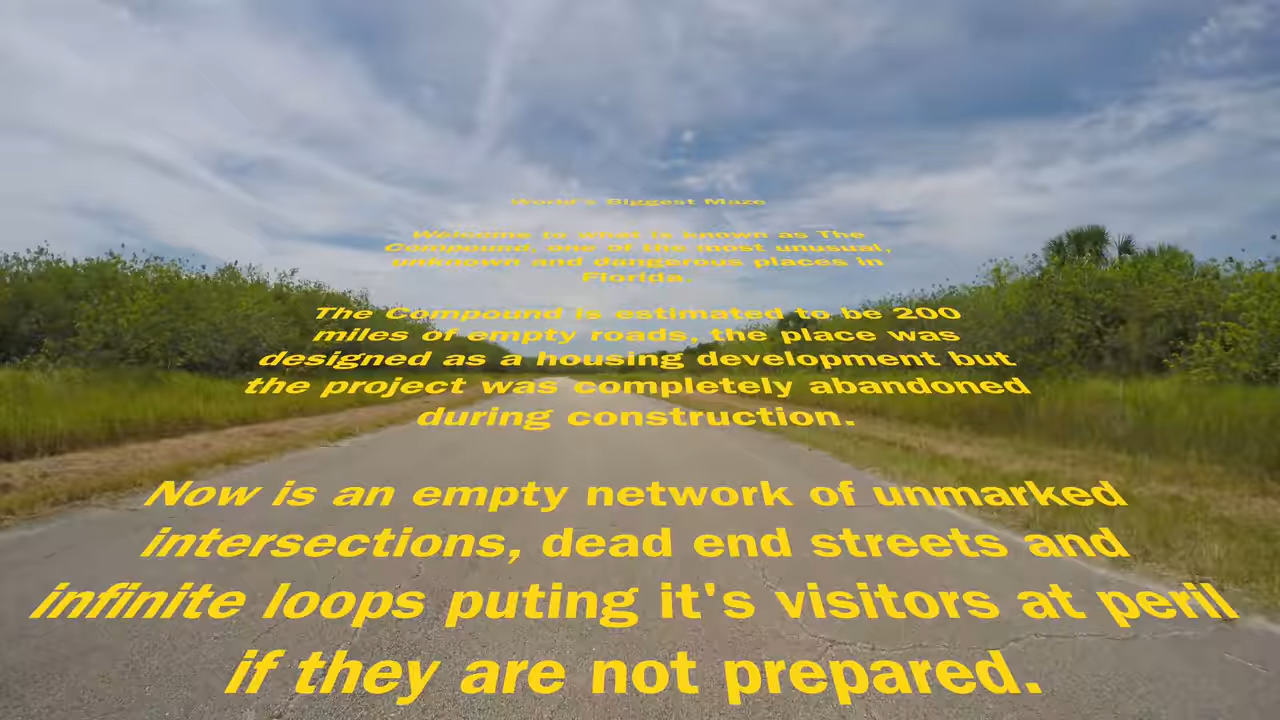 World's Biggest Maze
Welcome to what is known as The
Compound, one of the most unusual,
unknown and dangerous places in
Florida.
The Compound is estimated to be 200
miles of empty roads, the place was
designed as a housing development but
the project was completely abandoned
during construction.
Now is an empty network of unmarked
intersections, dead end streets and
infinite loops puting it's visitors at peril
if they are not prepared.